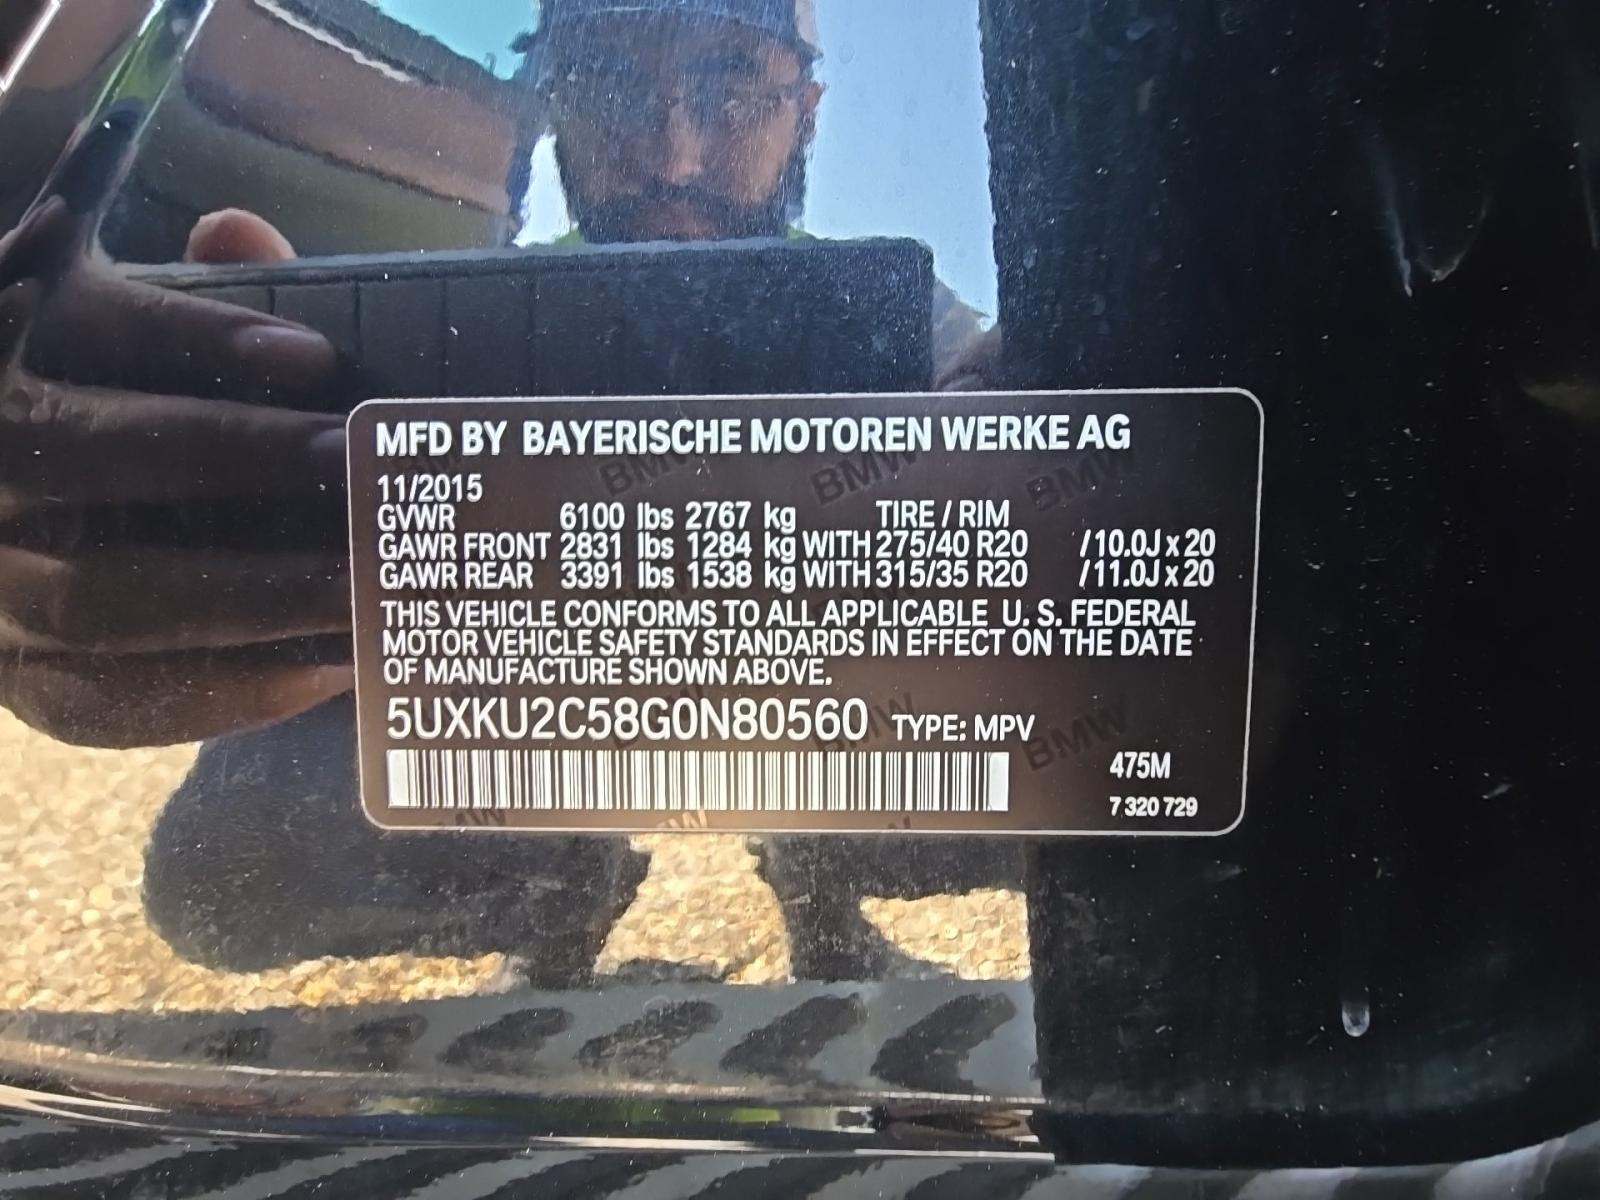 MFD BY BAYERISCHE MOTOREN WERKE AG
11/2015
GVWR 6100 lbs 2767 kg TIRE / RIM
GAWR FRONT 2831 lbs 1284 kg WITH 275/40 R20 /10.0J x 20
GAWR REAR 3391 lbs 1538 kg WITH 315/35 R20 /11.0J x 20
THIS VEHICLE CONFORMS TO ALL APPLICABLE U. S. FEDERAL
MOTOR VEHICLE SAFETY STANDARDS IN EFFECT ON THE DATE
OF MANUFACTURE SHOWN ABOVE.
5UXKU2C58G0N80560 TYPE: MPV
475M
7 320 729